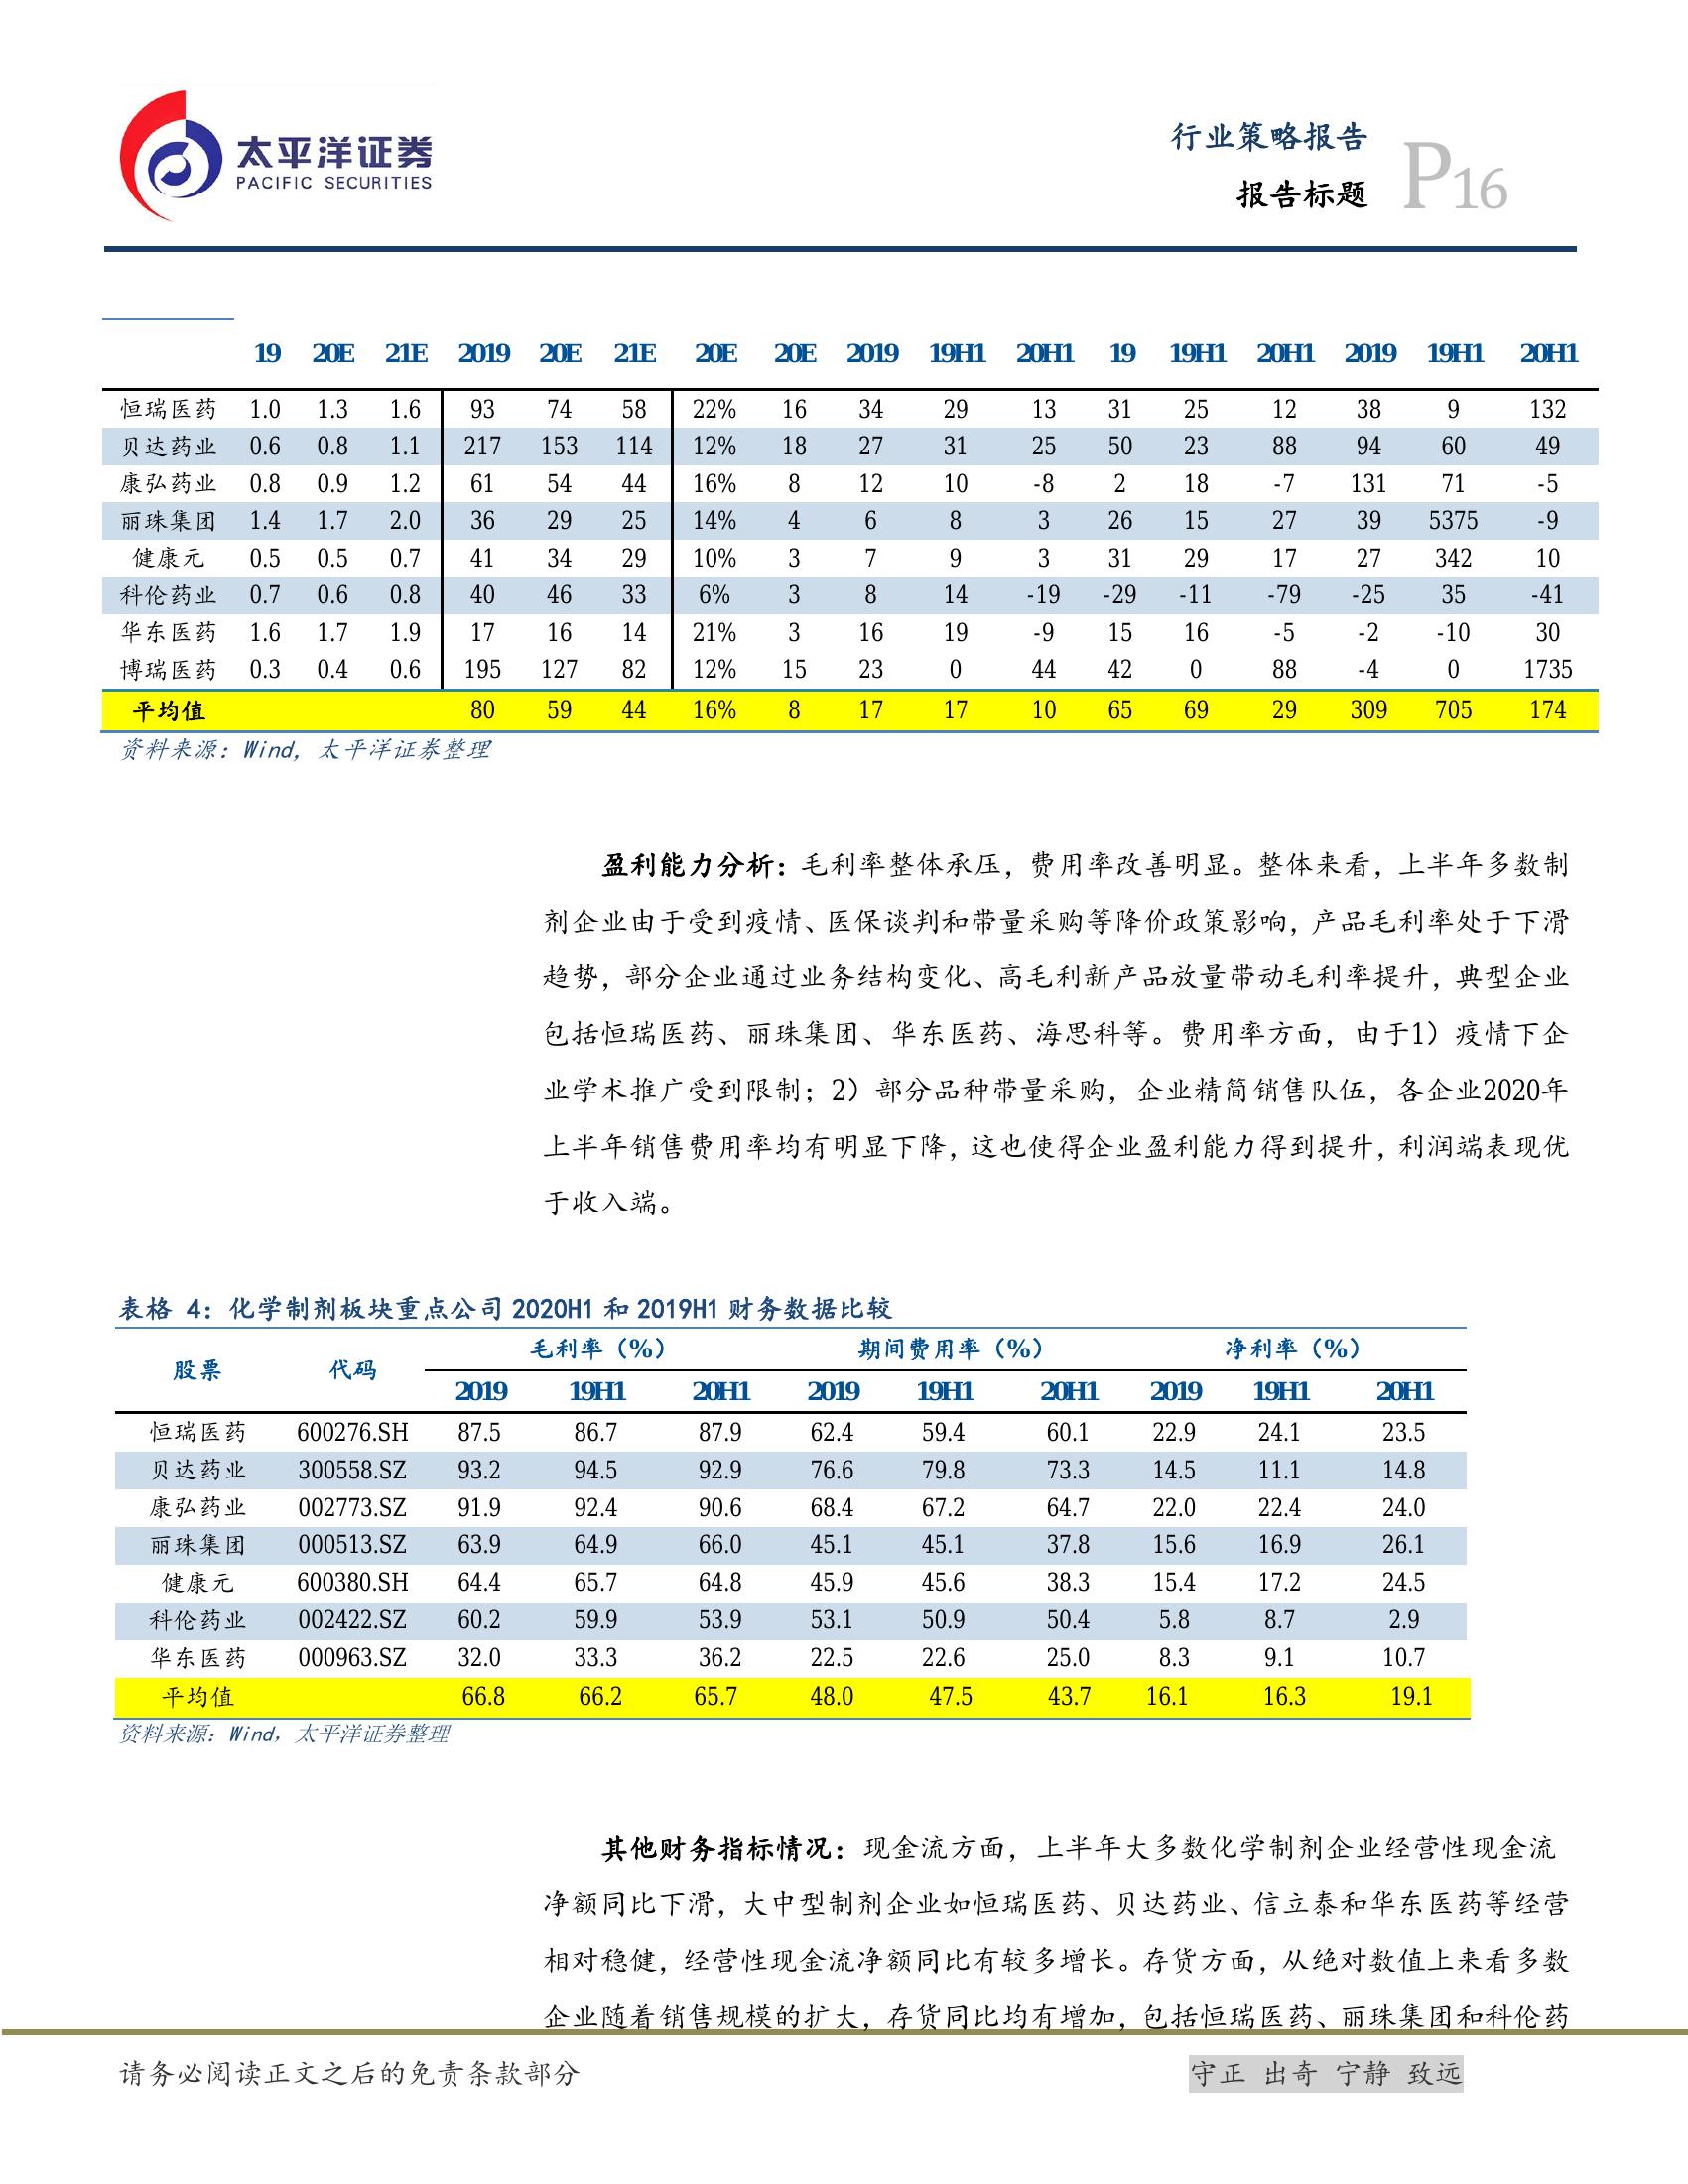 太平洋证券
PACIFIC SECURITIES
行业策略报告
报告标题
P16
19 20E 21E 2019 20E 21E 20E 20E 2019 19H1 20H1 19 19H1 20H1 2019 19H1 20H1
恒瑞医药 1.0 1.3 1.6 93 74 58 22% 16 34 29 13 31 25 12 38 9 132
贝达药业 0.6 0.8 1.1 217 153 114 12% 18 27 31 25 50 23 88 94 60 49
康弘药业 0.8 0.9 1.2 61 54 44 16% 8 12 10 -8 2 18 -7 131 71 -5
丽珠集团 1.4 1.7 2.0 36 29 25 14% 4 6 8 3 26 15 27 39 5375 -9
健康元 0.5 0.5 0.7 41 34 29 10% 3 7 9 3 31 29 17 27 342 10
科伦药业 0.7 0.6 0.8 40 46 33 6% 3 8 14 -19 -29 -11 -79 -25 35 -41
华东医药 1.6 1.7 1.9 17 16 14 21% 3 16 19 -9 15 16 -5 -2 -10 30
博瑞医药 0.3 0.4 0.6 195 127 82 12% 15 23 0 44 42 0 88 -4 0 1735
平均值 80 59 44 16% 8 17 17 10 65 69 29 309 705 174
资料来源：Wind，太平洋证券整理
盈利能力分析：毛利率整体承压，费用率改善明显。整体来看，上半年多数制
剂企业由于受到疫情、医保谈判和带量采购等降价政策影响，产品毛利率处于下滑
趋势，部分企业通过业务结构变化、高毛利新产品放量带动毛利率提升，典型企业
包括恒瑞医药、丽珠集团、华东医药、海思科等。费用率方面，由于1）疫情下企
业学术推广受到限制；2）部分品种带量采购，企业精简销售队伍，各企业2020年
上半年销售费用率均有明显下降，这也使得企业盈利能力得到提升，利润端表现优
于收入端。
表格 4：化学制剂板块重点公司 2020H1 和 2019H1 财务数据比较
股票 代码 毛利率（%） 期间费用率（%） 净利率（%）
2019 19H1 20H1 2019 19H1 20H1 2019 19H1 20H1
恒瑞医药 600276.SH 87.5 86.7 87.9 62.4 59.4 60.1 22.9 24.1 23.5
贝达药业 300558.SZ 93.2 94.5 92.9 76.6 79.8 73.3 14.5 11.1 14.8
康弘药业 002773.SZ 91.9 92.4 90.6 68.4 67.2 64.7 22.0 22.4 24.0
丽珠集团 000513.SZ 63.9 64.9 66.0 45.1 45.1 37.8 15.6 16.9 26.1
健康元 600380.SH 64.4 65.7 64.8 45.9 45.6 38.3 15.4 17.2 24.5
科伦药业 002422.SZ 60.2 59.9 53.9 53.1 50.9 50.4 5.8 8.7 2.9
华东医药 000963.SZ 32.0 33.3 36.2 22.5 22.6 25.0 8.3 9.1 10.7
平均值 66.8 66.2 65.7 48.0 47.5 43.7 16.1 16.3 19.1
资料来源：Wind，太平洋证券整理
其他财务指标情况：现金流方面，上半年大多数化学制剂企业经营性现金流
净额同比下滑，大中型制剂企业如恒瑞医药、贝达药业、信立泰和华东医药等经营
相对稳健，经营性现金流净额同比有较多增长。存货方面，从绝对数值上来看多数
企业随着销售规模的扩大，存货同比均有增加，包括恒瑞医药、丽珠集团和科伦药
请务必阅读正文之后的免责条款部分
守正 出奇 宁静 致远